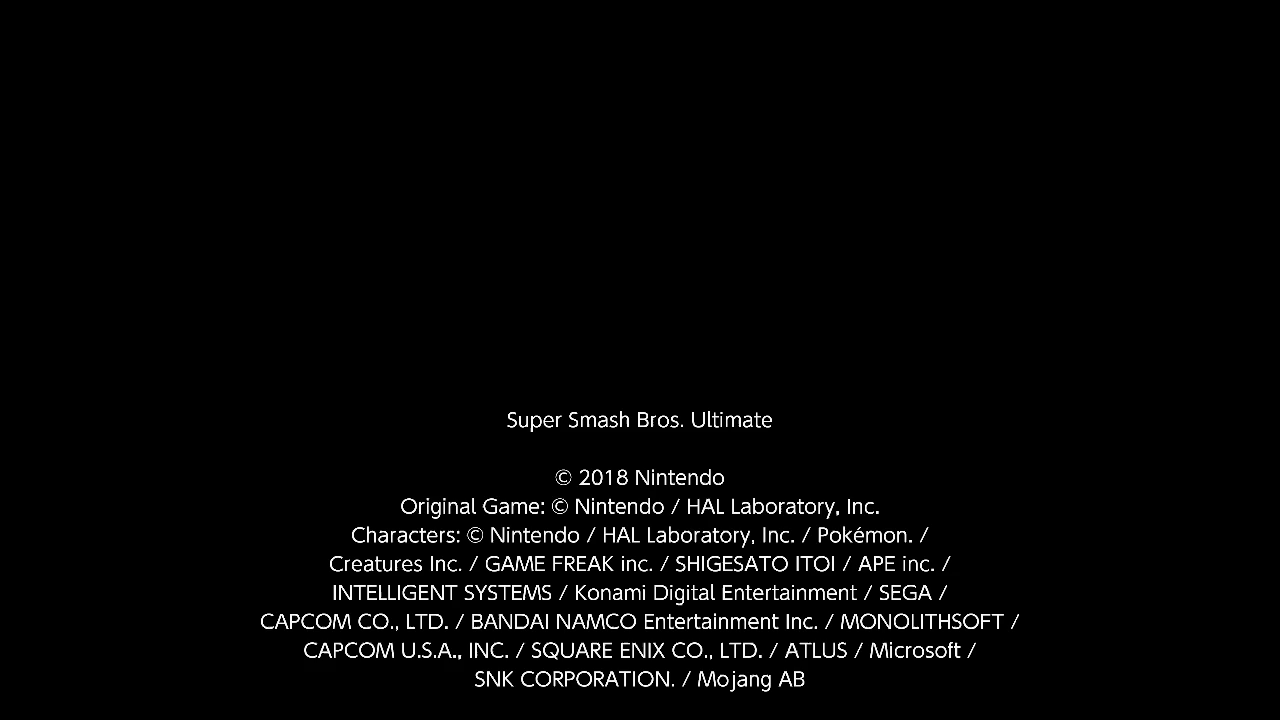 Super Smash Bros. Ultimate
© 2018 Nintendo
Original Game: © Nintendo / HAL Laboratory, Inc.
Characters: © Nintendo / HAL Laboratory, Inc. / Pokémon. /
Creatures Inc. / GAME FREAK inc. / SHIGESATO ITOI / APE inc. /
INTELLIGENT SYSTEMS / Konami Digital Entertainment / SEGA /
CAPCOM CO., LTD. / BANDAI NAMCO Entertainment Inc. / MONOLITHSOFT /
CAPCOM U.S.A., INC. / SQUARE ENIX CO., LTD. / ATLUS / Microsoft /
SNK CORPORATION. / Mojang AB